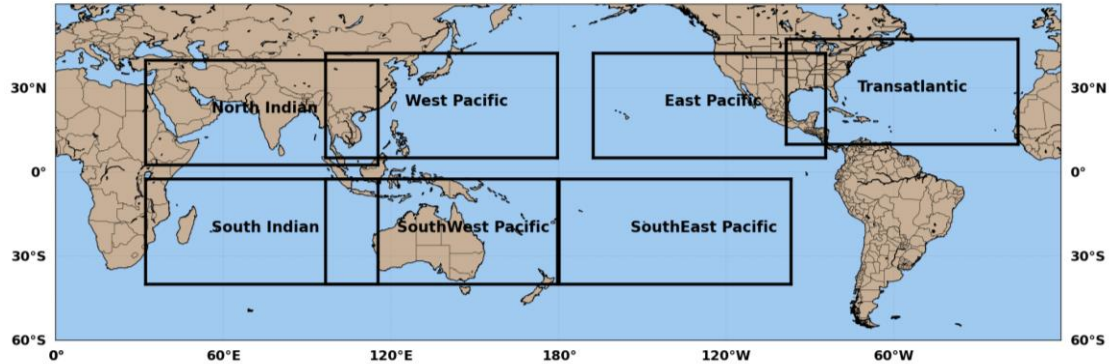 Transatlantic
West Pacific
East Pacific
North Indian
30°N
30°N
0°
0°
South Indian
SouthWest Pacific
SouthEast Pacific
30°S
30°S
60°S
60°S
0°
60°E
120°E
180°
120°W
60°W